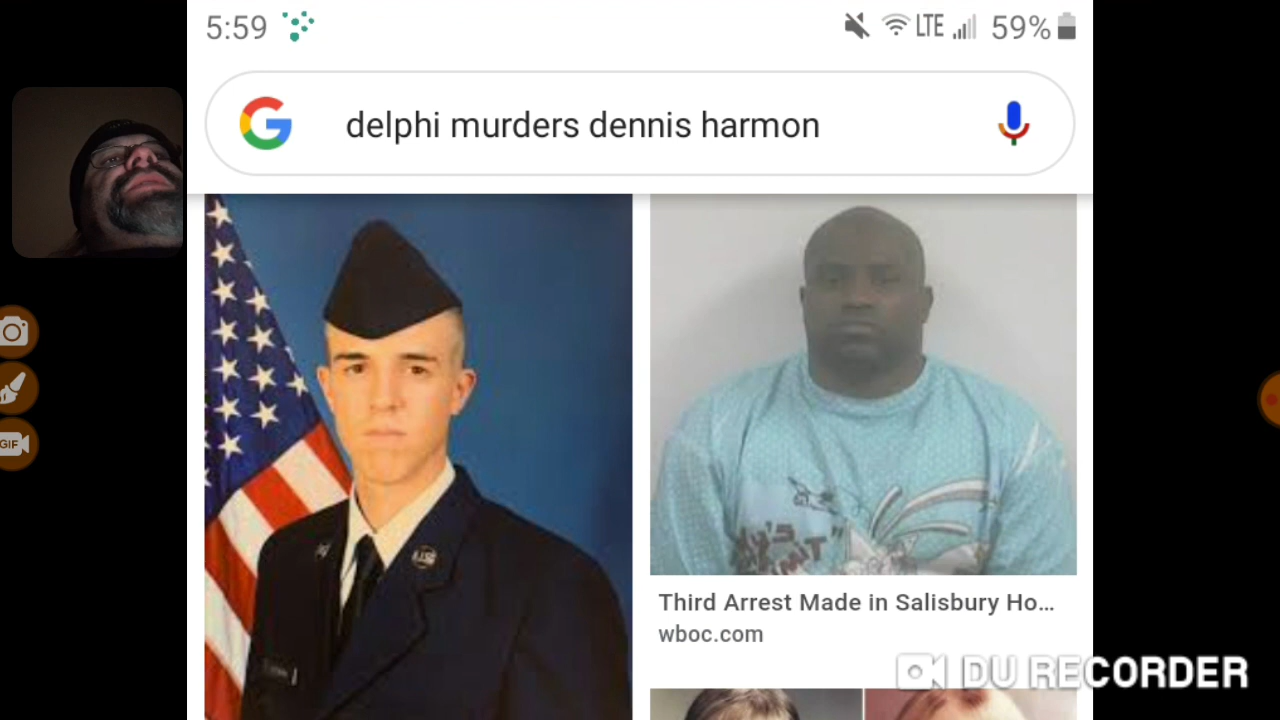 5:59
LTE 59%
G delphi murders dennis harmon
GIF
Third Arrest Made in Salisbury Ho...
wboc.com
DU RECORDER